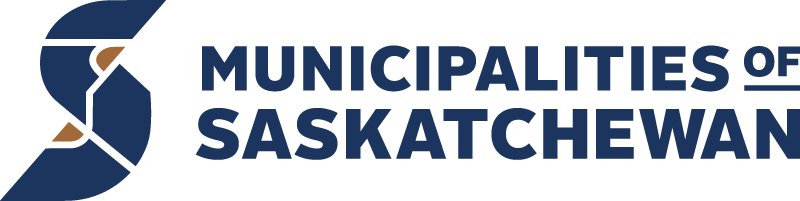 MUNICIPALITIES OF
SASKATCHEWAN